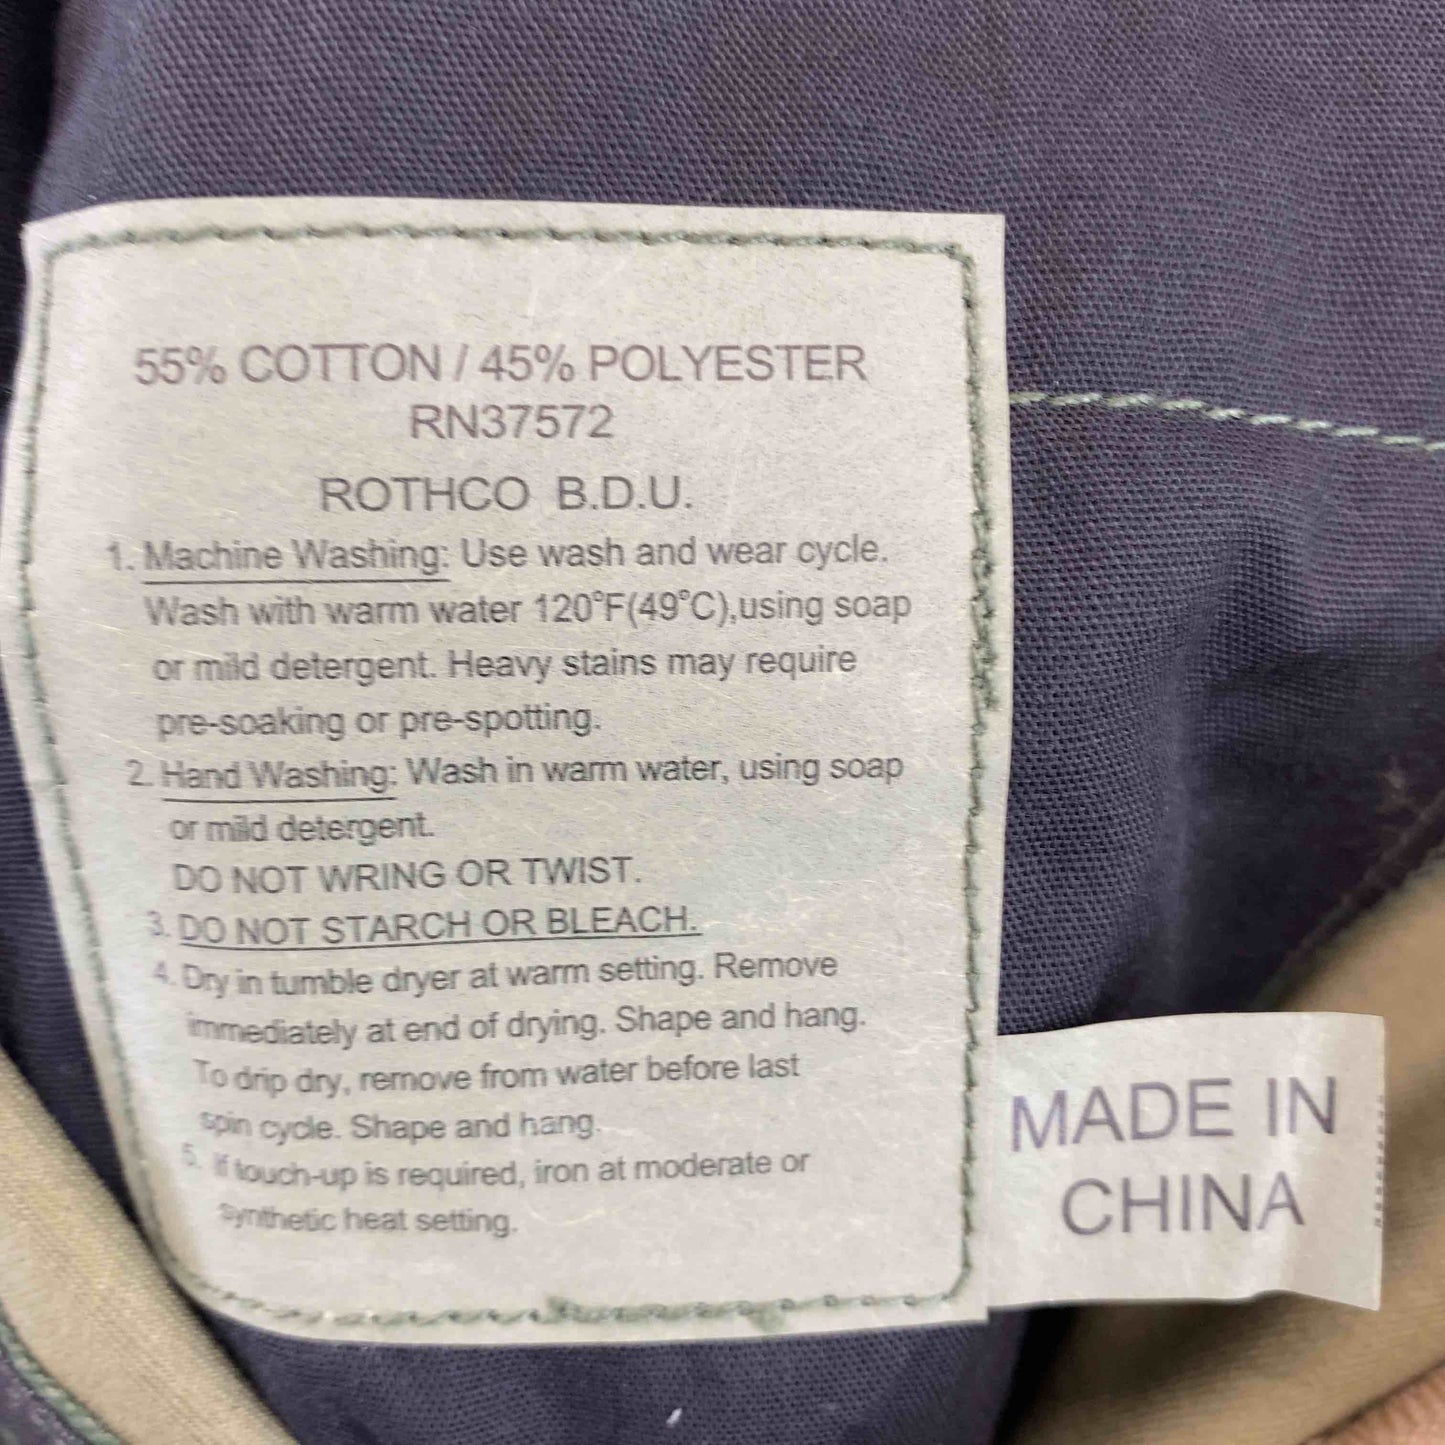 55% COTTON / 45% POLYESTER
RN37572
ROTHCO B.D.U.
1. Machine Washing: Use wash and wear cycle.
Wash with warm water 120°F(49°C),using soap
or mild detergent. Heavy stains may require
pre-soaking or pre-spotting.
2. Hand Washing: Wash in warm water, using soap
or mild detergent.
DO NOT WRING OR TWIST.
3. DO NOT STARCH OR BLEACH.
4. Dry in tumble dryer at warm setting. Remove
immediately at end of drying. Shape and hang.
To drip dry, remove from water before last
spin cycle. Shape and hang.
5. If touch-up is required, iron at moderate or
synthetic heat setting.
MADE IN
CHINA